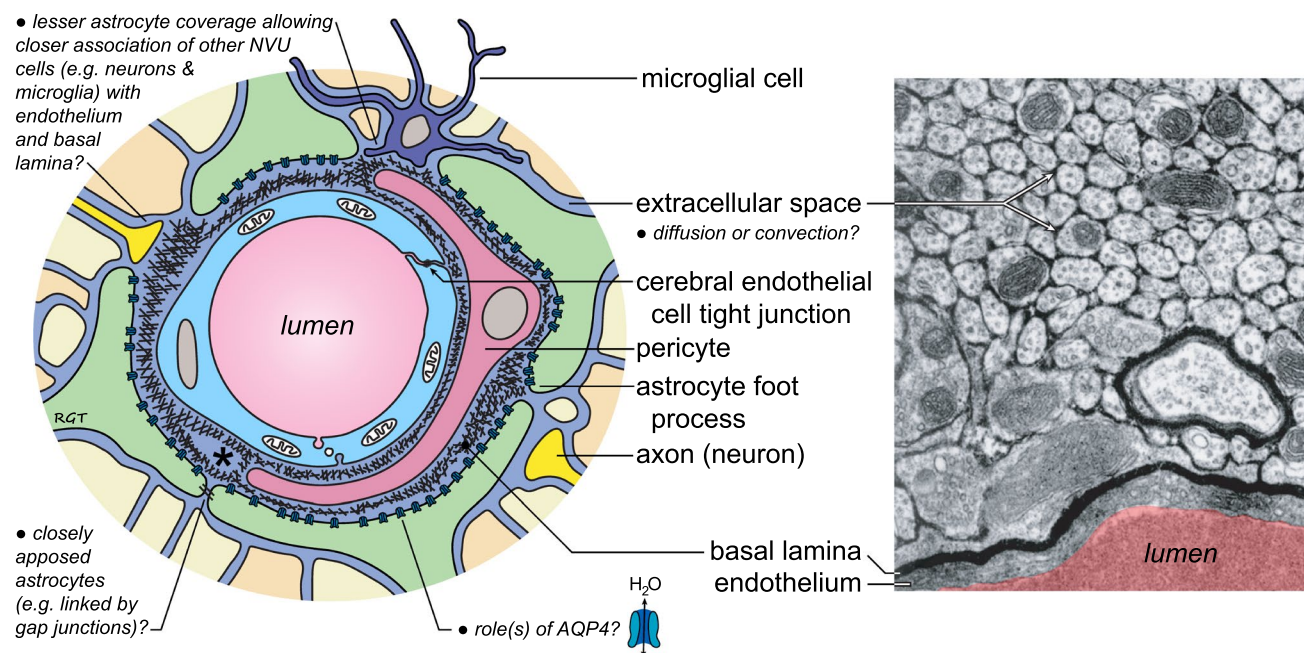 ● lesser astrocyte coverage allowing
closer association of other NVU
cells (e.g. neurons &
microglia) with
endothelium
and basal
lamina?
microglial cell
extracellular space
● diffusion or convection?
cerebral endothelial
cell tight junction
pericyte
astrocyte foot
process
axon (neuron)
basal lamina
endothelium
lumen
RGT
*
● closely
apposed
astrocytes
(e.g. linked by
gap junctions)?
● role(s) of AQP4?
H₂O
lumen